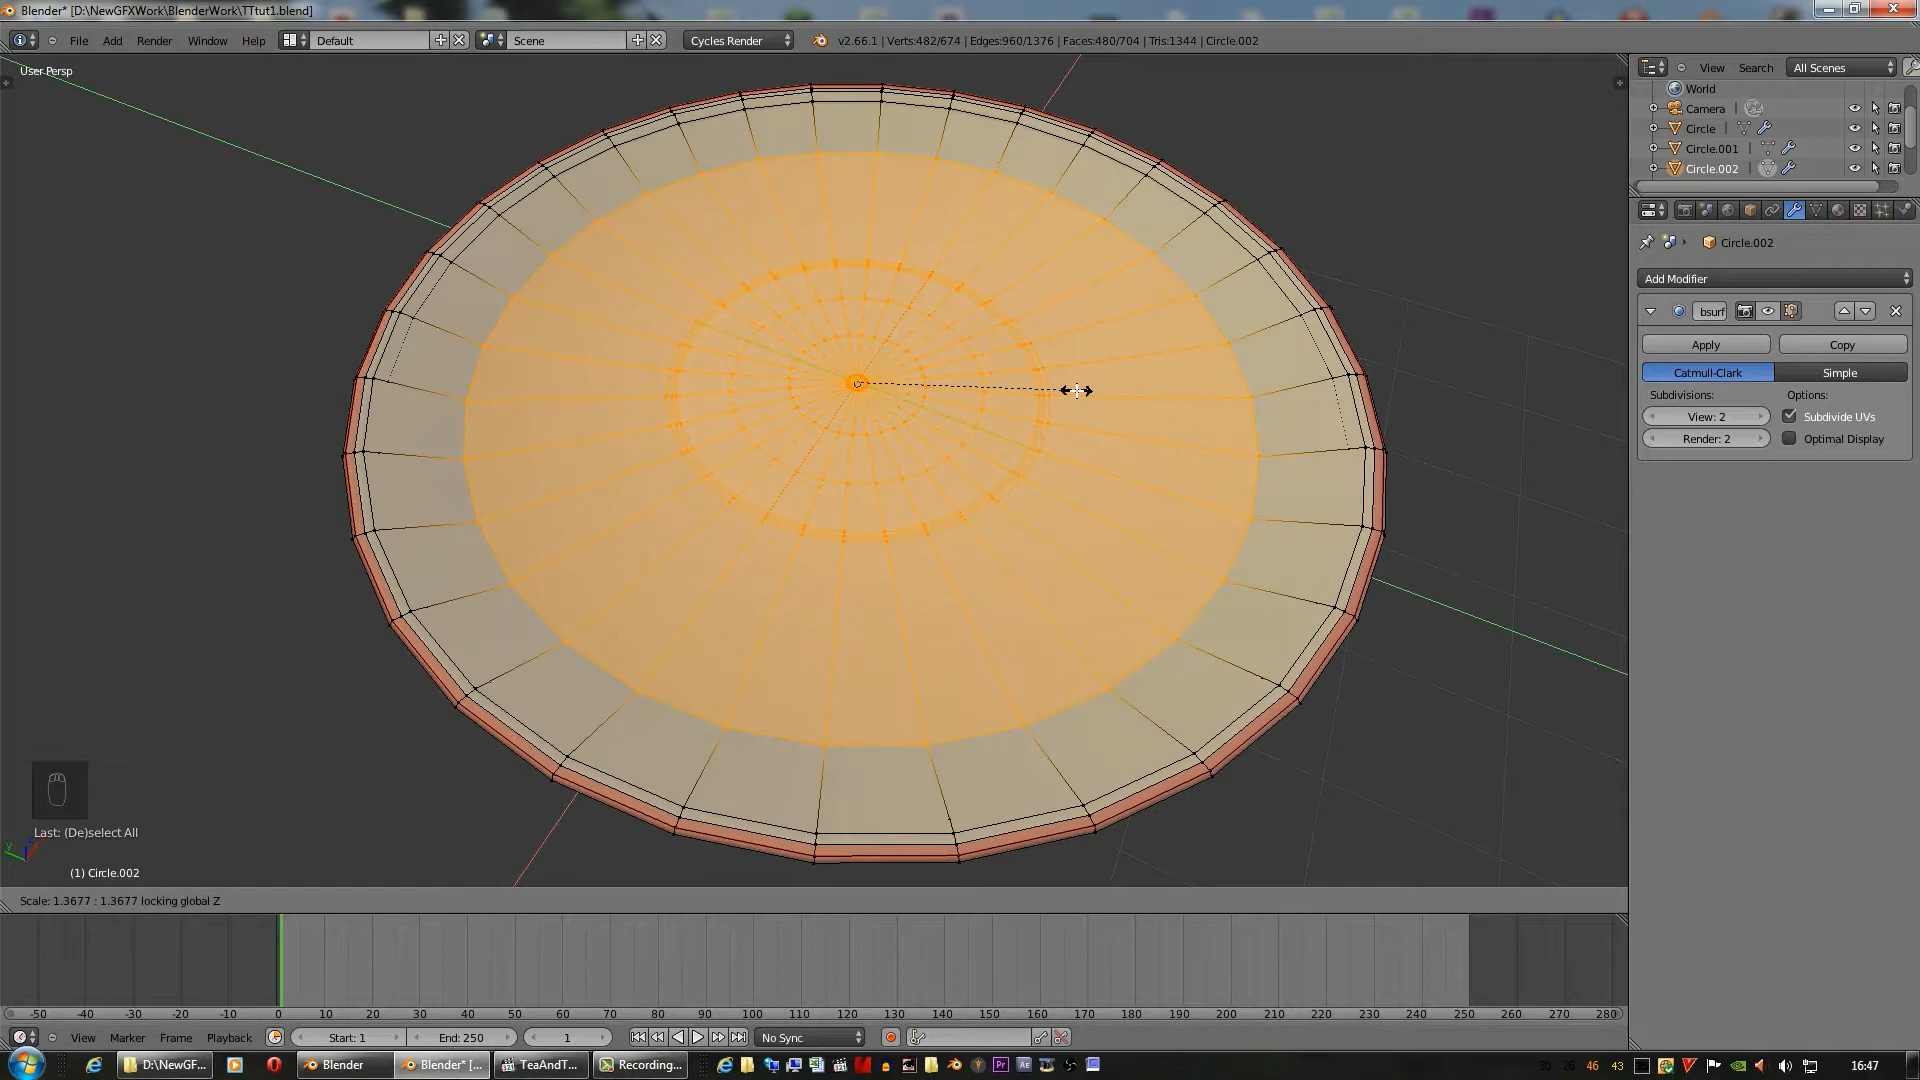 Blender* [D:\NewGFXWork\BlenderWork\TTtut1.blend]
File Add Render Window Help Default Scene Cycles Render v2.66.1 | Verts:482/674 | Edges:960/1376 | Faces:480/704 | Tris:1344 | Circle.002
User Persp
View Search All Scenes
World
Camera
Circle
Circle.001
Circle.002
Circle.002
Add Modifier
bsurf
Apply Copy
Catmull-Clark Simple
Subdivisions: Options:
View: 2 Subdivide UVs
Render: 2 Optimal Display
Last: (De)select All
(1) Circle.002
Scale: 1.3677 : 1.3677 locking global Z
-50 -40 -30 -20 -10 0 10 20 30 40 50 60 70 80 90 100 110 120 130 140 150 160 170 180 190 200 210 220 230 240 250 260 270 280
View Marker Frame Playback Start: 1 End: 250 1 No Sync
D:\NewGF... Blender Blender* [... TeaAndT... Recording... 46 43 16:47